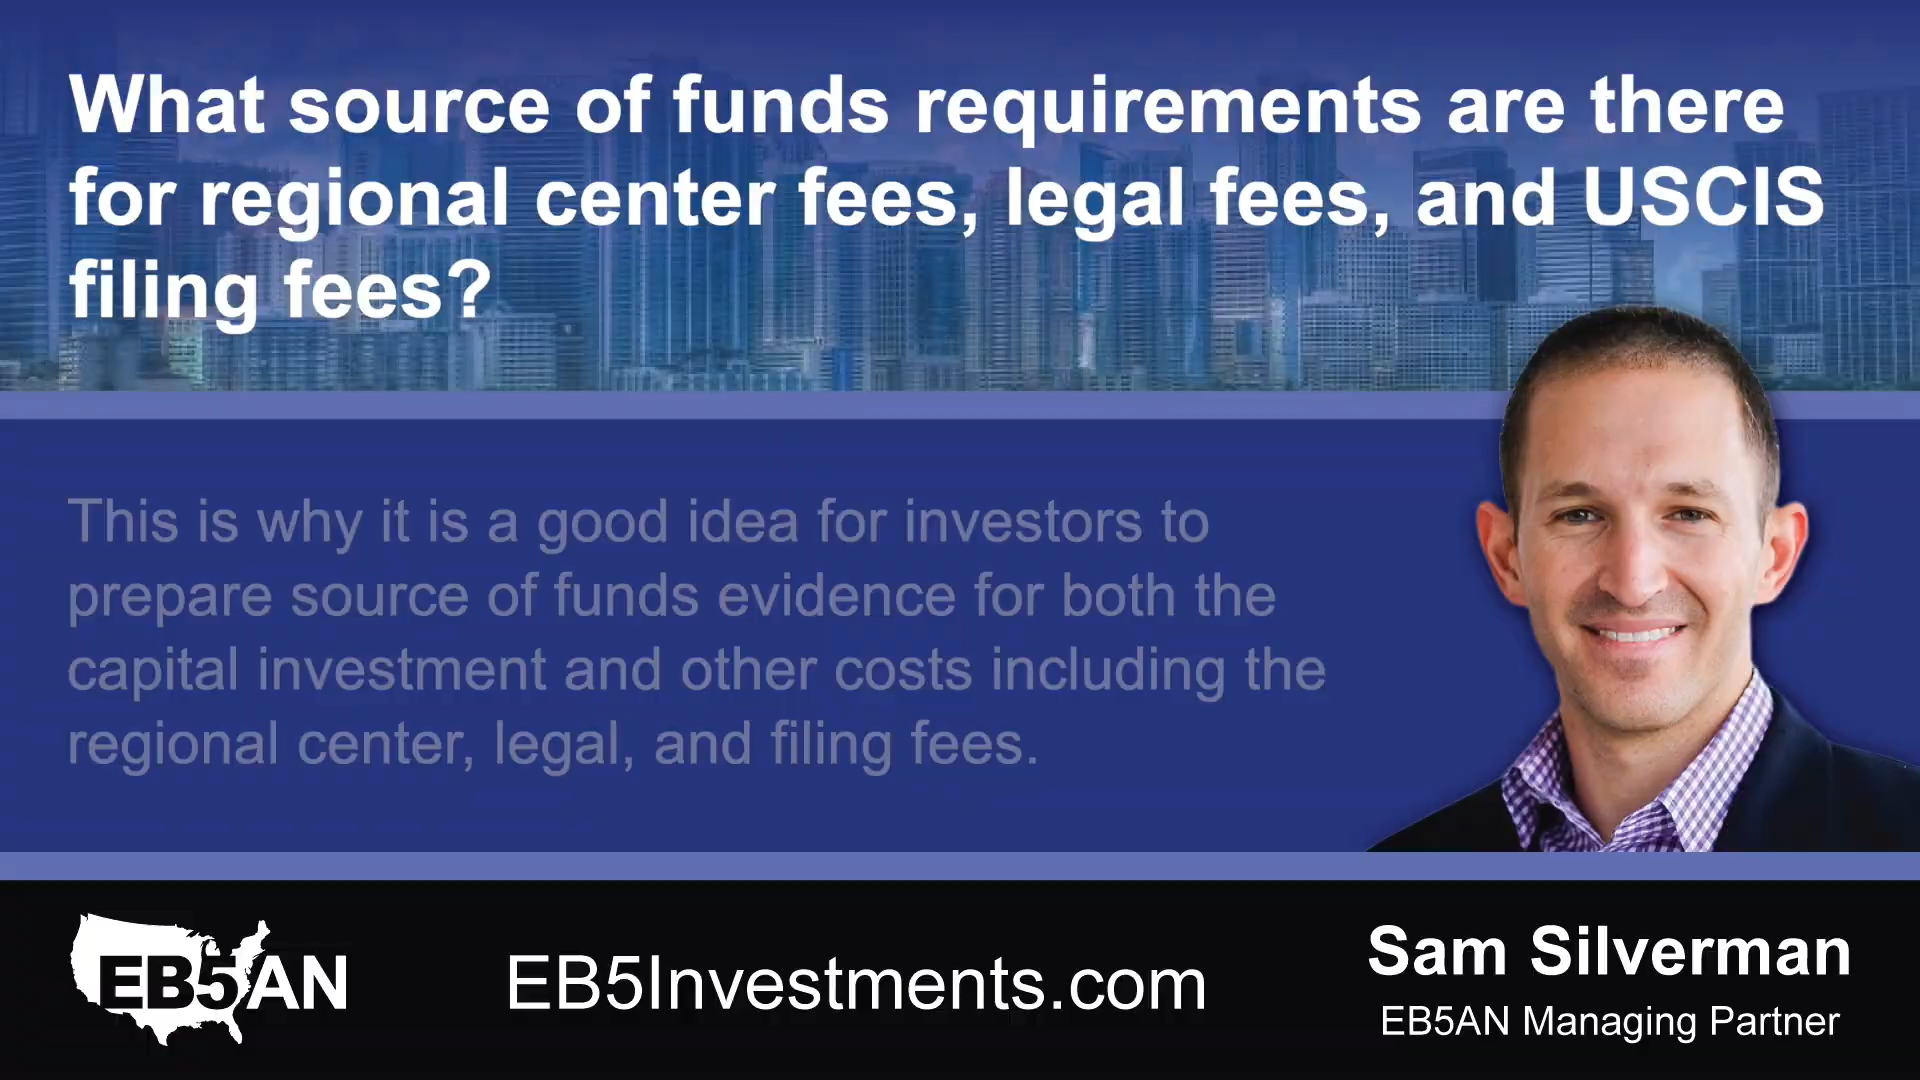 What source of funds requirements are there
for regional center fees, legal fees, and USCIS
filing fees?
This is why it is a good idea for investors to
prepare source of funds evidence for both the
capital investment and other costs including the
regional center, legal, and filing fees.
EB5AN
EB5Investments.com
Sam Silverman
EB5AN Managing Partner